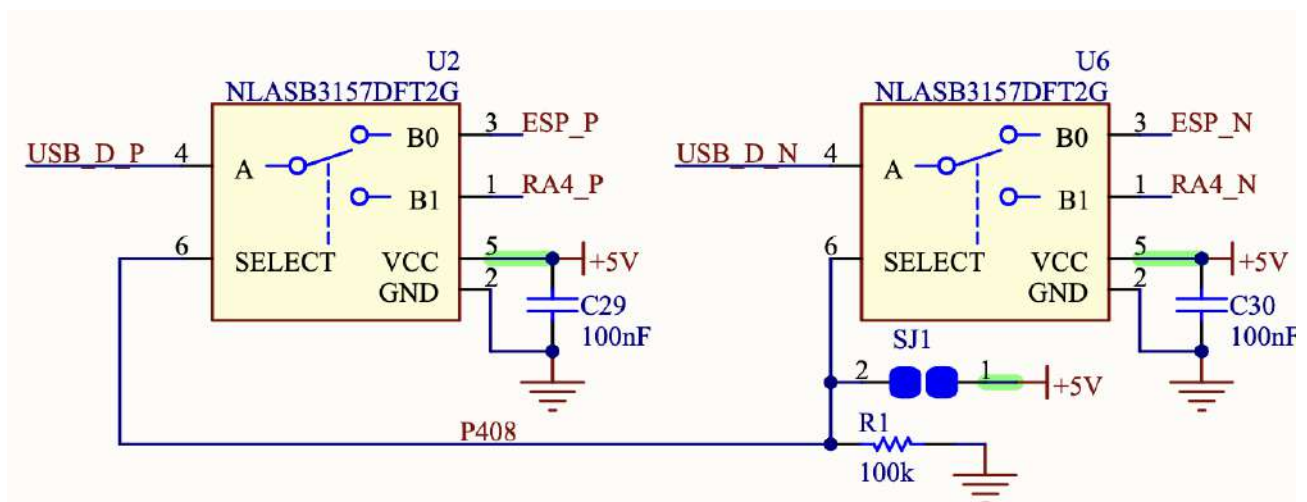 U2
NLASB3157DFT2G
USB_D_P 4 A B0 3 ESP_P
B1 1 RA4_P
6 SELECT VCC 5 +5V
GND 2
C29
100nF
U6
NLASB3157DFT2G
USB_D_N 4 A B0 3 ESP_N
B1 1 RA4_N
6 SELECT VCC 5 +5V
GND 2
C30
100nF
SJ1
2 1 +5V
P408
R1
100k